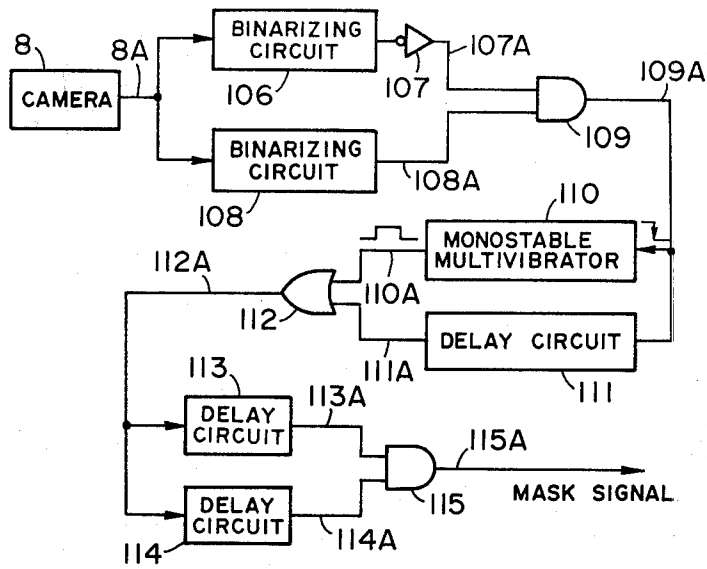 8
8A
CAMERA
BINARIZING
CIRCUIT
106
107
107A
BINARIZING
CIRCUIT
108
108A
109
109A
110
MONOSTABLE
MULTIVIBRATOR
110A
112A
112
DELAY CIRCUIT
111A
111
113
113A
DELAY
CIRCUIT
DELAY
CIRCUIT
114
114A
115
115A
MASK SIGNAL